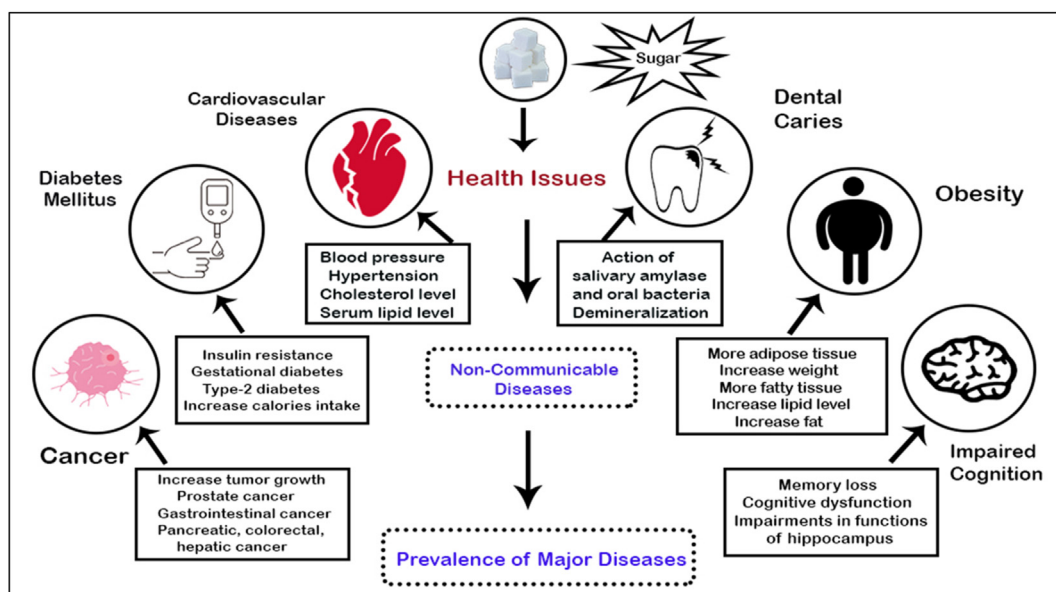 Sugar
Cardiovascular
Diseases
Dental
Caries
Health Issues
Diabetes
Mellitus
Obesity
Blood pressure
Hypertension
Cholesterol level
Serum lipid level
Action of
salivary amylase
and oral bacteria
Demineralization
Insulin resistance
Gestational diabetes
Type-2 diabetes
Increase calories intake
Non-Communicable
Diseases
More adipose tissue
Increase weight
More fatty tissue
Increase lipid level
Increase fat
Cancer
Impaired
Cognition
Increase tumor growth
Prostate cancer
Gastrointestinal cancer
Pancreatic, colorectal,
hepatic cancer
Memory loss
Cognitive dysfunction
Impairments in functions
of hippocampus
Prevalence of Major Diseases